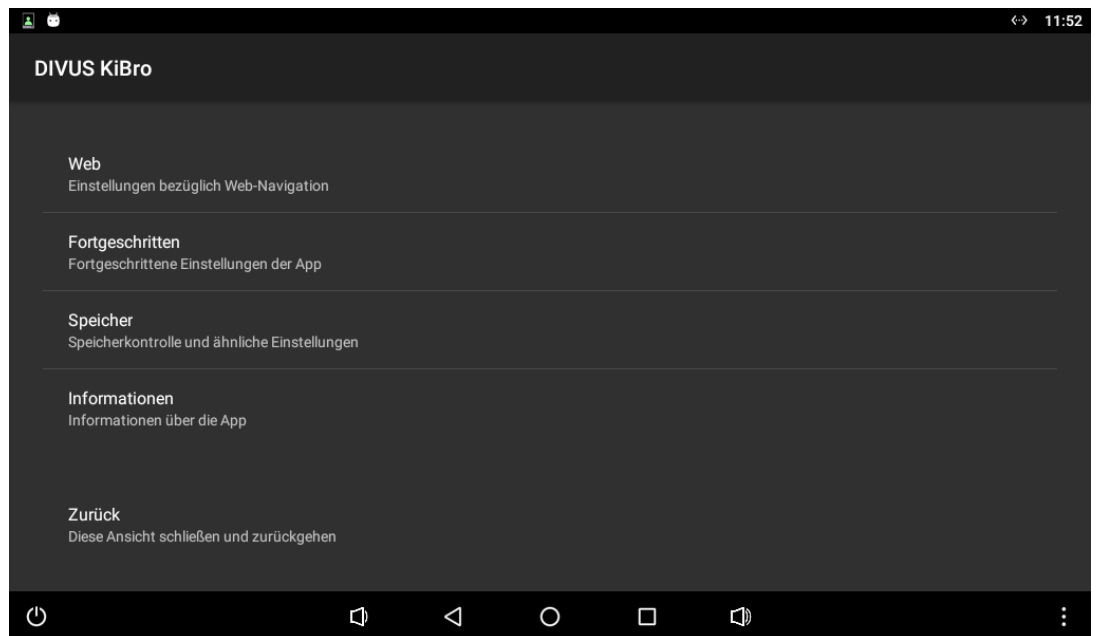 11:52
DIVUS KiBro
Web
Einstellungen bezüglich Web-Navigation
Fortgeschritten
Fortgeschrittene Einstellungen der App
Speicher
Speicherkontrolle und ähnliche Einstellungen
Informationen
Informationen über die App
Zurück
Diese Ansicht schließen und zurückgehen